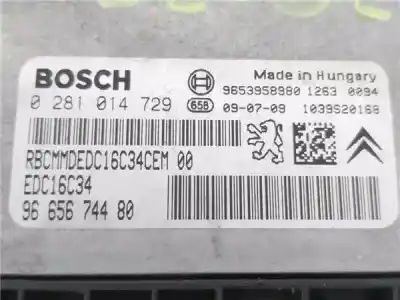 BOSCH
Made in Hungary
9653958980 1263 0094
0 281 014 729
658 09-07-09 1039S20168
RBCMMDEDC16C34CEM 00
EDC16C34
96 656 744 80